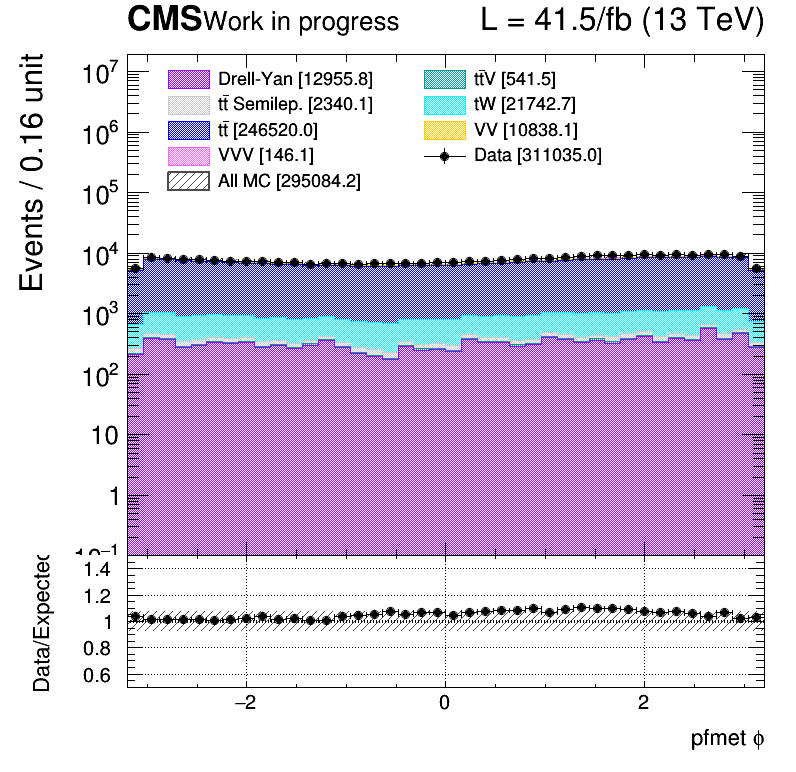 CMS Work in progress L = 41.5/fb (13 TeV)
Events / 0.16 unit
10⁷
10⁶
10⁵
10⁴
10³
10²
10
1
10⁻¹
Drell-Yan [12955.8]
tt̄V [541.5]
tt̄ Semilep. [2340.1]
tW [21742.7]
tt̄ [246520.0]
VV [10838.1]
VVV [146.1]
Data [311035.0]
All MC [295084.2]
Data/Expected
1.4
1.2
1
0.8
0.6
−2 0 2
pfmet ϕ